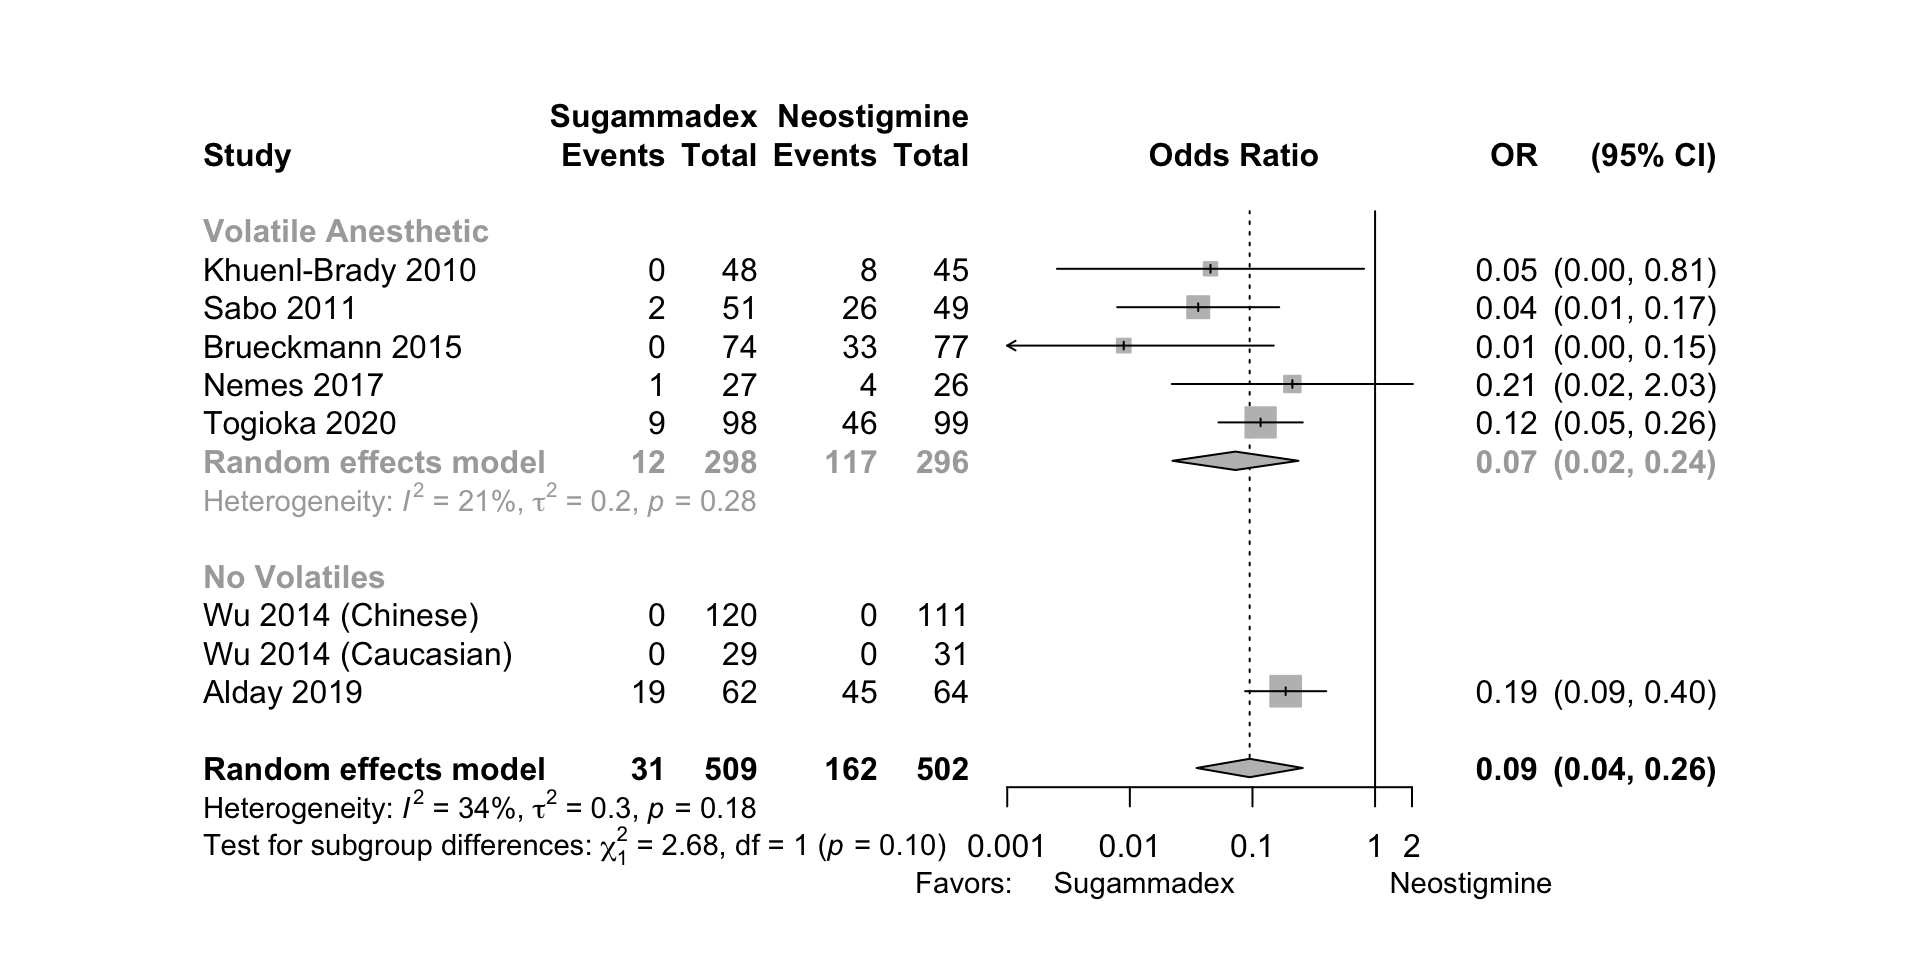 Sugammadex Neostigmine
Study Events Total Events Total Odds Ratio OR (95% CI)
Volatile Anesthetic
Khuenl-Brady 2010 0 48 8 45 0.05 (0.00, 0.81)
Sabo 2011 2 51 26 49 0.04 (0.01, 0.17)
Brueckmann 2015 0 74 33 77 0.01 (0.00, 0.15)
Nemes 2017 1 27 4 26 0.21 (0.02, 2.03)
Togioka 2020 9 98 46 99 0.12 (0.05, 0.26)
Random effects model 12 298 117 296 0.07 (0.02, 0.24)
Heterogeneity: I² = 21%, τ² = 0.2, p = 0.28
No Volatiles
Wu 2014 (Chinese) 0 120 0 111
Wu 2014 (Caucasian) 0 29 0 31
Alday 2019 19 62 45 64 0.19 (0.09, 0.40)
Random effects model 31 509 162 502 0.09 (0.04, 0.26)
Heterogeneity: I² = 34%, τ² = 0.3, p = 0.18
Test for subgroup differences: χ²₁ = 2.68, df = 1 (p = 0.10) 0.001 0.01 0.1 1 2
Favors: Sugammadex Neostigmine